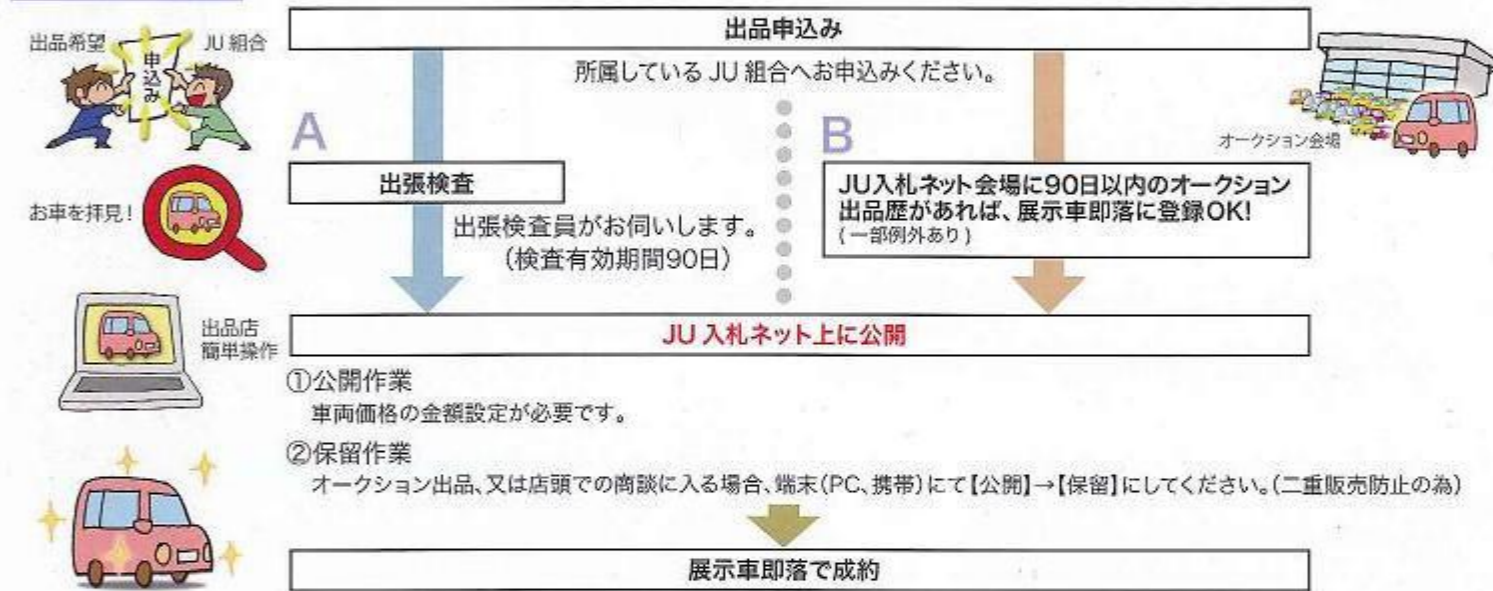 出品申込み
出品希望
JU 組合
申込み
所属している JU 組合へお申込みください。
オークション会場
A
B
出張検査
JU入札ネット会場に90日以内のオークション
出品歴があれば、展示車即落に登録OK!
(一部例外あり)
お車を拝見!
出張検査員がお伺いします。
(検査有効期間90日)
出品店
簡単操作
JU 入札ネット上に公開
①公開作業
車両価格の金額設定が必要です。
②保留作業
オークション出品、又は店頭での商談に入る場合、端末(PC、携帯)にて【公開】→【保留】にしてください。(二重販売防止の為)
展示車即落で成約